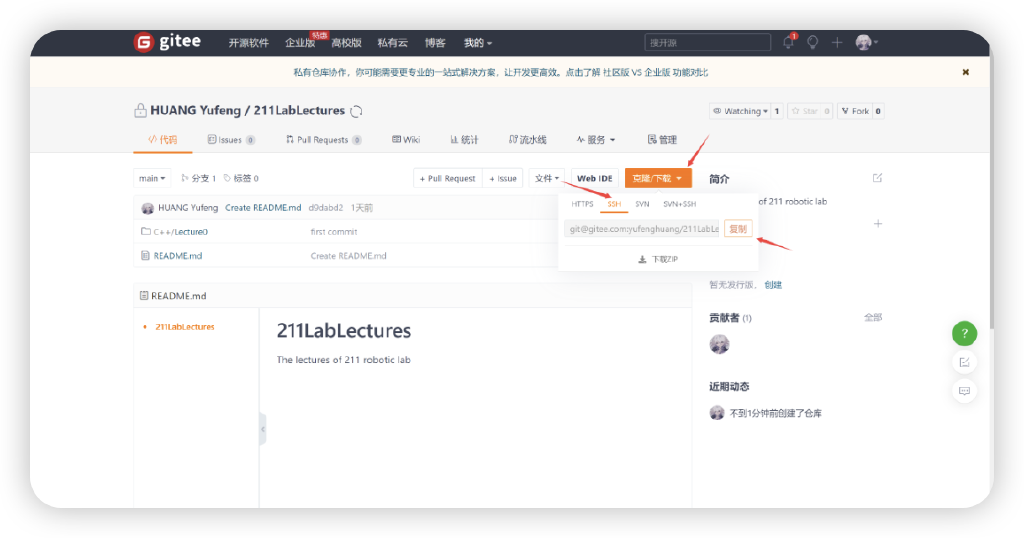 gitee 开源软件 企业版 特惠 高校版 私有云 博客 我的 搜开源 1
私有仓库协作，你可能需要更专业的一站式解决方案，让开发更高效。点击了解 社区版 VS 企业版 功能对比
HUANG Yufeng / 211LabLectures
Watching 1 Star 0 Fork 0
代码 Issues 0 Pull Requests 0 Wiki 统计 流水线 服务 管理
main 分支 1 标签 0 + Pull Request + Issue 文件 Web IDE 克隆/下载
HUANG Yufeng Create README.md d9dabd2 1天前
C++/Lecture0 first commit
README.md Create README.md
HTTPS SSH SVN SVN+SSH
git@gitee.com:yufenghuang/211LabLe 复制
下载ZIP
README.md
211LabLectures
211LabLectures
The lectures of 211 robotic lab
简介
of 211 robotic lab
暂无发行版， 创建
贡献者 (1) 全部
近期动态
不到1分钟前创建了仓库
?